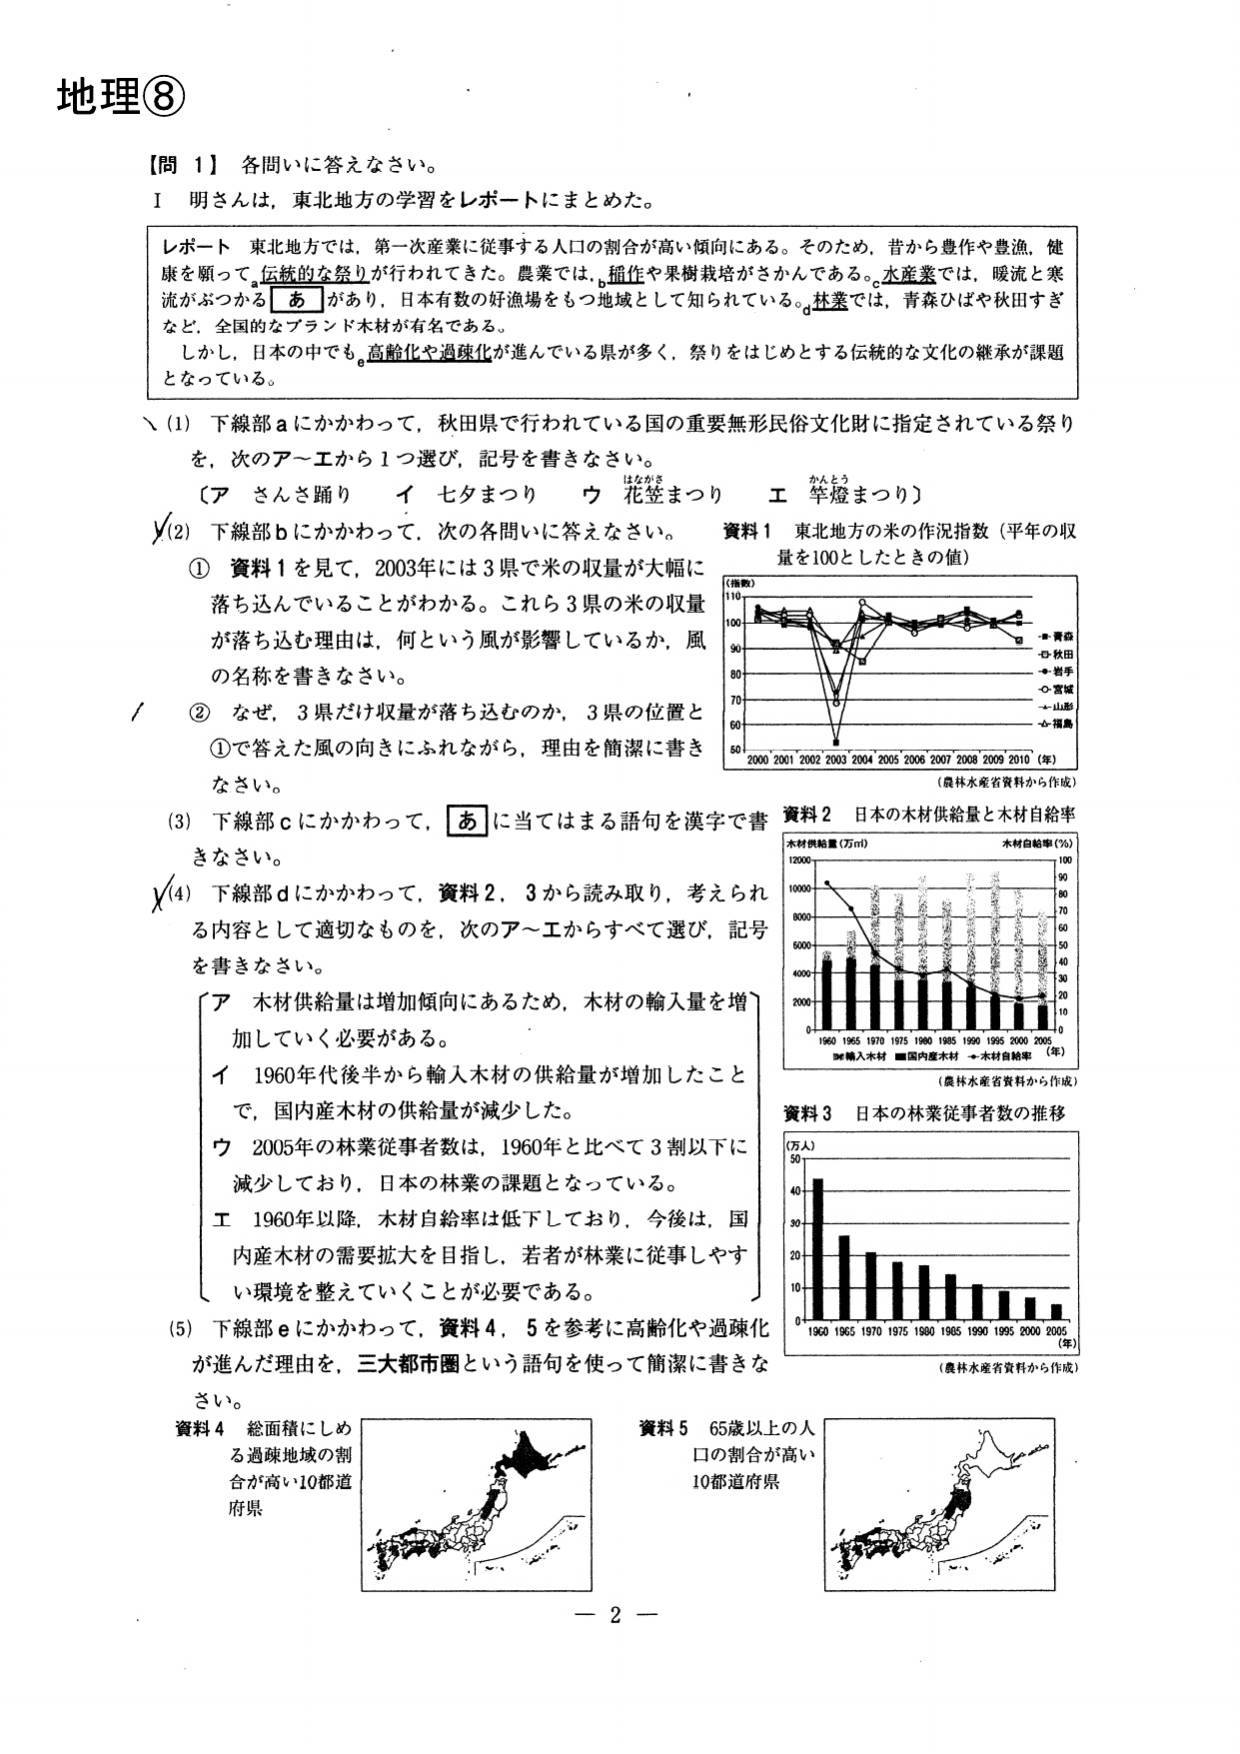 地理⑧
【問 1】 各問いに答えなさい。
Ⅰ 明さんは，東北地方の学習をレポートにまとめた。
レポート 東北地方では，第一次産業に従事する人口の割合が高い傾向にある。そのため，昔から豊作や豊漁，健
康を願ってa伝統的な祭りが行われてきた。農業では，b稲作や果樹栽培がさかんである。c水産業では，暖流と寒
流がぶつかる あ があり，日本有数の好漁場をもつ地域として知られている。d林業では，青森ひばや秋田すぎ
など，全国的なブランド木材が有名である。
しかし，日本の中でもe高齢化や過疎化が進んでいる県が多く，祭りをはじめとする伝統的な文化の継承が課題
となっている。
(1) 下線部aにかかわって，秋田県で行われている国の重要無形民俗文化財に指定されている祭り
を，次のア～エから1つ選び，記号を書きなさい。
はながさ かんとう
〔ア さんさ踊り イ 七夕まつり ウ 花笠まつり エ 竿燈まつり〕
(2) 下線部bにかかわって，次の各問いに答えなさい。
① 資料1を見て，2003年には3県で米の収量が大幅に
落ち込んでいることがわかる。これら3県の米の収量
が落ち込む理由は，何という風が影響しているか，風
の名称を書きなさい。
② なぜ，3県だけ収量が落ち込むのか，3県の位置と
①で答えた風の向きにふれながら，理由を簡潔に書き
なさい。
資料1 東北地方の米の作況指数（平年の収
量を100としたときの値）
(指数)
110
100
90
80
70
60
50
2000 2001 2002 2003 2004 2005 2006 2007 2008 2009 2010 (年)
青森
秋田
岩手
宮城
山形
福島
（農林水産省資料から作成）
(3) 下線部cにかかわって， あ に当てはまる語句を漢字で書
きなさい。
(4) 下線部dにかかわって，資料2，3から読み取り，考えられ
る内容として適切なものを，次のア～エからすべて選び，記号
を書きなさい。
ア 木材供給量は増加傾向にあるため，木材の輸入量を増
加していく必要がある。
イ 1960年代後半から輸入木材の供給量が増加したこと
で，国内産木材の供給量が減少した。
ウ 2005年の林業従事者数は，1960年と比べて3割以下に
減少しており，日本の林業の課題となっている。
エ 1960年以降，木材自給率は低下しており，今後は，国
内産木材の需要拡大を目指し，若者が林業に従事しやす
い環境を整えていくことが必要である。
資料2 日本の木材供給量と木材自給率
木材供給量(万㎥) 木材自給率(%)
12000
10000
8000
6000
4000
2000
0
100
90
80
70
60
50
40
30
20
10
0
1960 1965 1970 1975 1980 1985 1990 1995 2000 2005
(年)
輸入木材 国内産木材 木材自給率
（農林水産省資料から作成）
資料3 日本の林業従事者数の推移
(万人)
50
40
30
20
10
0
1960 1965 1970 1975 1980 1985 1990 1995 2000 2005
(年)
（農林水産省資料から作成）
(5) 下線部eにかかわって，資料4，5を参考に高齢化や過疎化
が進んだ理由を，三大都市圏という語句を使って簡潔に書きな
さい。
資料4 総面積にしめ
る過疎地域の割
合が高い10都道
府県
資料5 65歳以上の人
口の割合が高い
10都道府県
― 2 ―